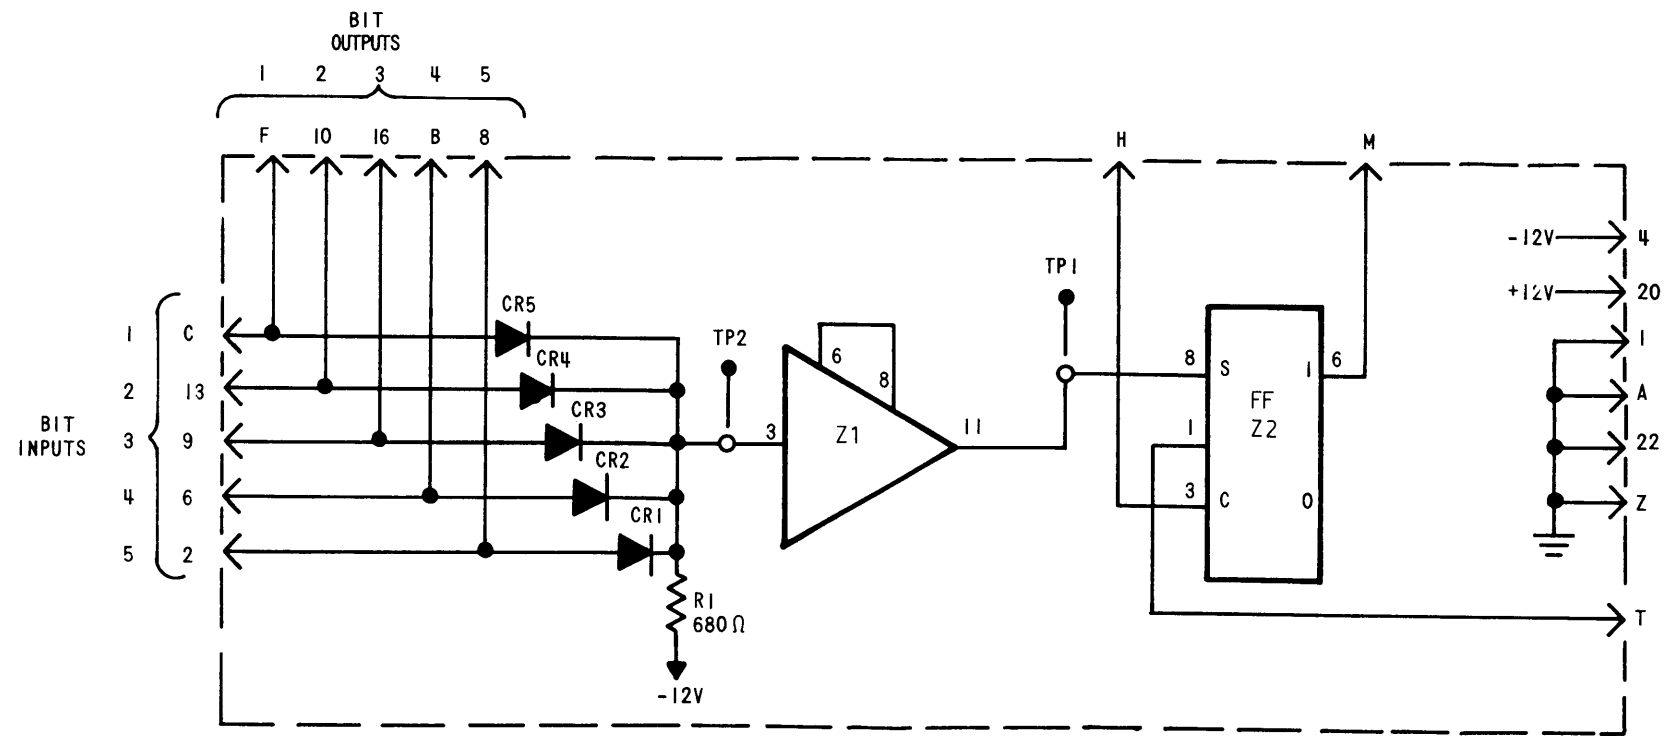 BIT
OUTPUTS
1 2 3 4 5
F 10 16 B 8
H M
-12V 4
+12V 20
1
A
22
Z
T
BIT
INPUTS
1 C
2 13
3 9
4 6
5 2
CR5
CR4
CR3
CR2
CR1
R1
680Ω
-12V
TP2
3
6
8
Z1
11
TP1
8 S
1
3 C
FF
Z2
1 6
0